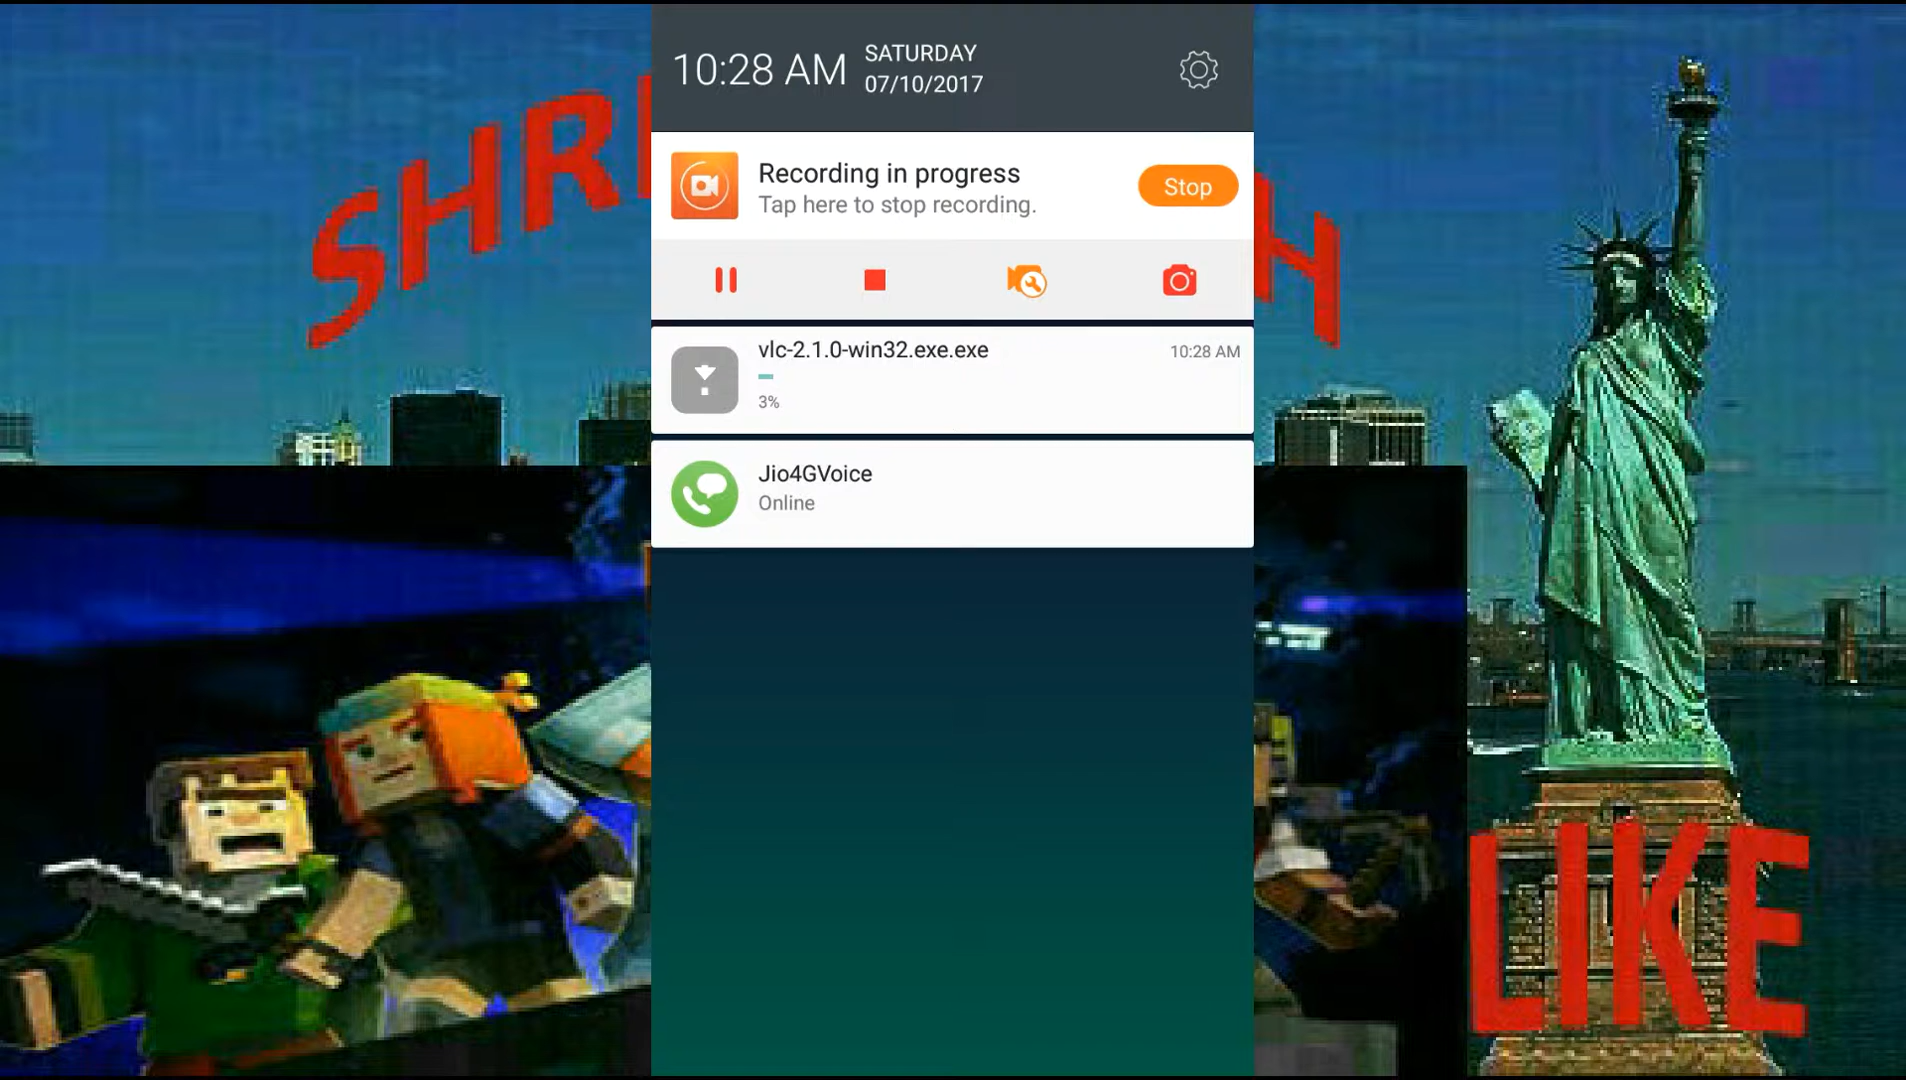 10:28 AM
SATURDAY
07/10/2017
Recording in progress
Tap here to stop recording.
Stop
vlc-2.1.0-win32.exe.exe
10:28 AM
3%
Jio4GVoice
Online
LIKE